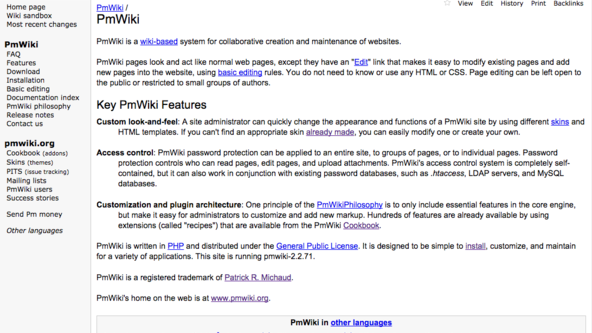 Home page
Wiki sandbox
Most recent changes
PmWiki
FAQ
Features
Download
Installation
Basic editing
Documentation index
PmWiki philosophy
Release notes
Contact us
pmwiki.org
Cookbook (addons)
Skins (themes)
PITS (issue tracking)
Mailing lists
PmWiki users
Success stories
Send Pm money
Other languages
View Edit History Print Backlinks
PmWiki /
PmWiki
PmWiki is a wiki-based system for collaborative creation and maintenance of websites.
PmWiki pages look and act like normal web pages, except they have an "Edit" link that makes it easy to modify existing pages and add
new pages into the website, using basic editing rules. You do not need to know or use any HTML or CSS. Page editing can be left open to
the public or restricted to small groups of authors.
Key PmWiki Features
Custom look-and-feel: A site administrator can quickly change the appearance and functions of a PmWiki site by using different skins and
HTML templates. If you can't find an appropriate skin already made, you can easily modify one or create your own.
Access control: PmWiki password protection can be applied to an entire site, to groups of pages, or to individual pages. Password
protection controls who can read pages, edit pages, and upload attachments. PmWiki's access control system is completely self-
contained, but it can also work in conjunction with existing password databases, such as .htaccess, LDAP servers, and MySQL
databases.
Customization and plugin architecture: One principle of the PmWikiPhilosophy is to only include essential features in the core engine,
but make it easy for administrators to customize and add new markup. Hundreds of features are already available by using
extensions (called "recipes") that are available from the PmWiki Cookbook.
PmWiki is written in PHP and distributed under the General Public License. It is designed to be simple to install, customize, and maintain
for a variety of applications. This site is running pmwiki-2.2.71.
PmWiki is a registered trademark of Patrick R. Michaud.
PmWiki's home on the web is at www.pmwiki.org.
PmWiki in other languages